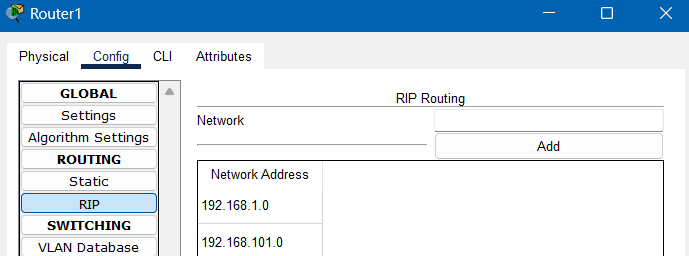 Router1
Physical Config CLI Attributes
GLOBAL
Settings
Algorithm Settings
ROUTING
Static
RIP
SWITCHING
VLAN Database
RIP Routing
Network
Add
Network Address
192.168.1.0
192.168.101.0